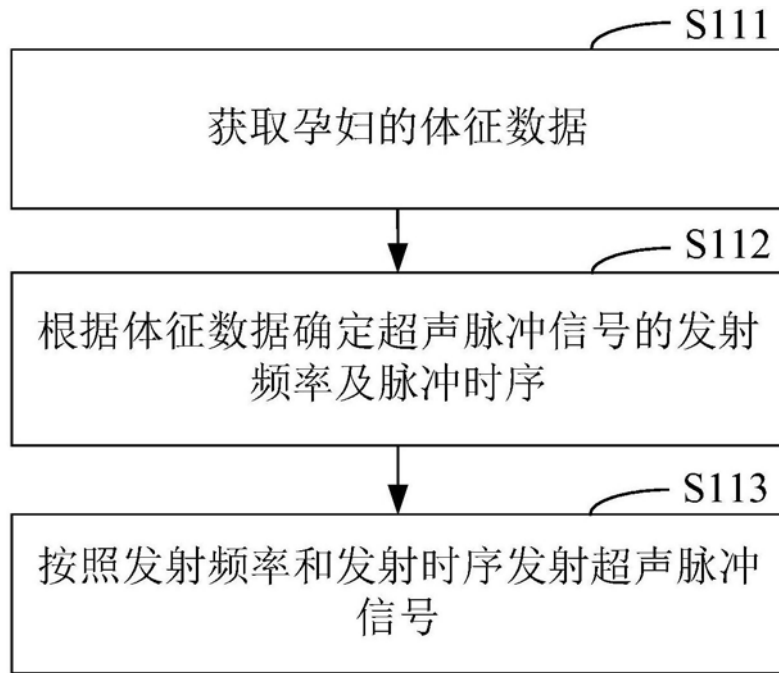 S111
获取孕妇的体征数据
S112
根据体征数据确定超声脉冲信号的发射
频率及脉冲时序
S113
按照发射频率和发射时序发射超声脉冲
信号